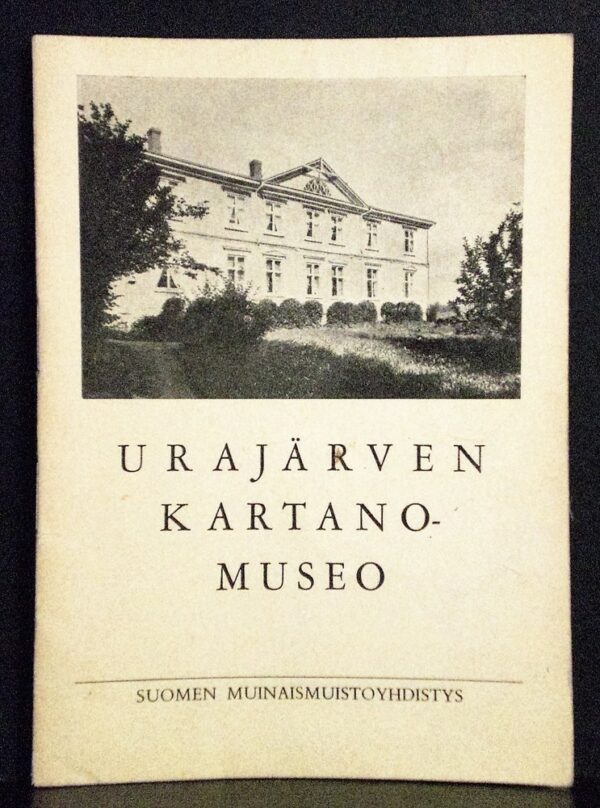 URAJÄRVEN
KARTANO-
MUSEO
SUOMEN MUINAISMUISTOYHDISTYS